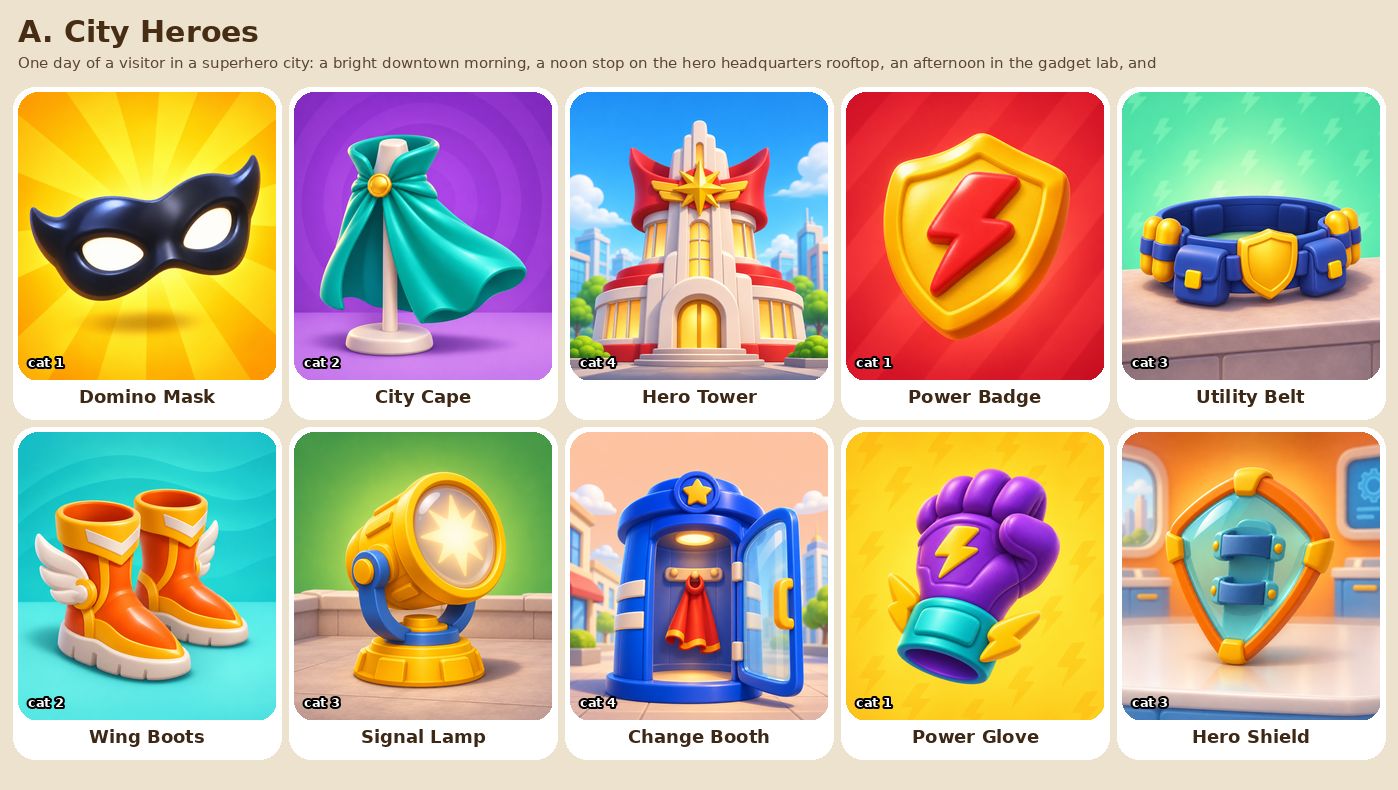 A. City Heroes
One day of a visitor in a superhero city: a bright downtown morning, a noon stop on the hero headquarters rooftop, an afternoon in the gadget lab, and
cat 1
Domino Mask
cat 2
City Cape
cat 4
Hero Tower
cat 1
Power Badge
cat 3
Utility Belt
cat 2
Wing Boots
cat 3
Signal Lamp
cat 4
Change Booth
cat 1
Power Glove
cat 3
Hero Shield